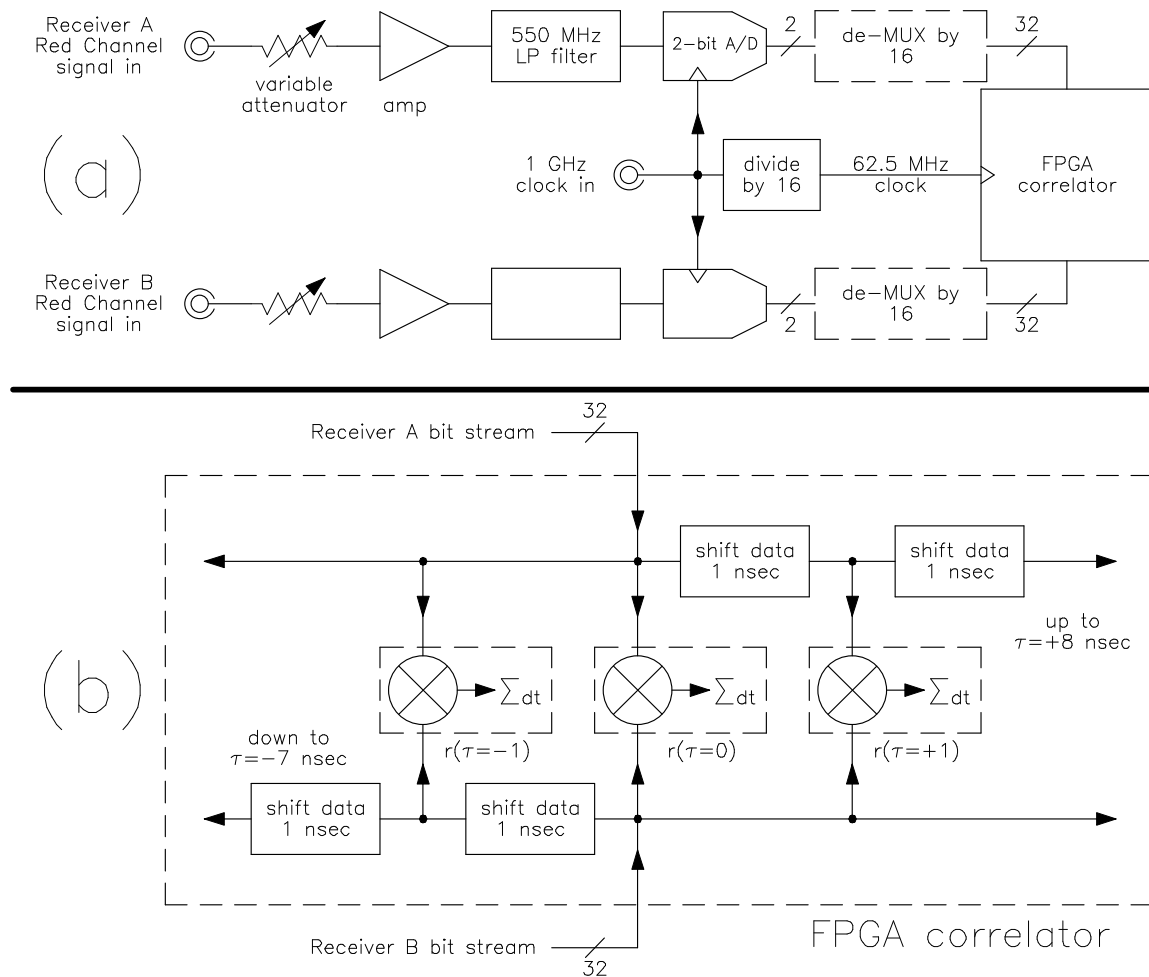 Receiver A
Red Channel
signal in
variable
attenuator
amp
550 MHz
LP filter
2-bit A/D
2
de-MUX by
16
32
(a)
1 GHz
clock in
divide
by 16
62.5 MHz
clock
FPGA
correlator
Receiver B
Red Channel
signal in
2
de-MUX by
16
32
32
Receiver A bit stream
shift data
1 nsec
shift data
1 nsec
up to
τ=+8 nsec
(b)
∑dt
∑dt
∑dt
r(τ=-1)
r(τ=0)
r(τ=+1)
down to
τ=-7 nsec
shift data
1 nsec
shift data
1 nsec
Receiver B bit stream
32
FPGA correlator